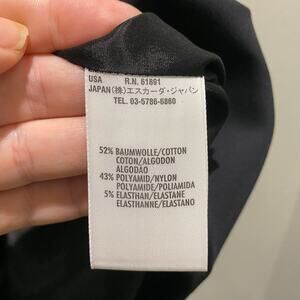 USA R.N. 61891
JAPAN (株)エスカーダ・ジャパン
TEL. 03-5786-6860
52% BAUMWOLLE/COTTON
COTON/ALGODON
ALGODÃO
43% POLYAMID/NYLON
POLYAMIDE/POLIAMIDA
5% ELASTHAN/ELASTANE
ELASTHANNE/ELASTANO